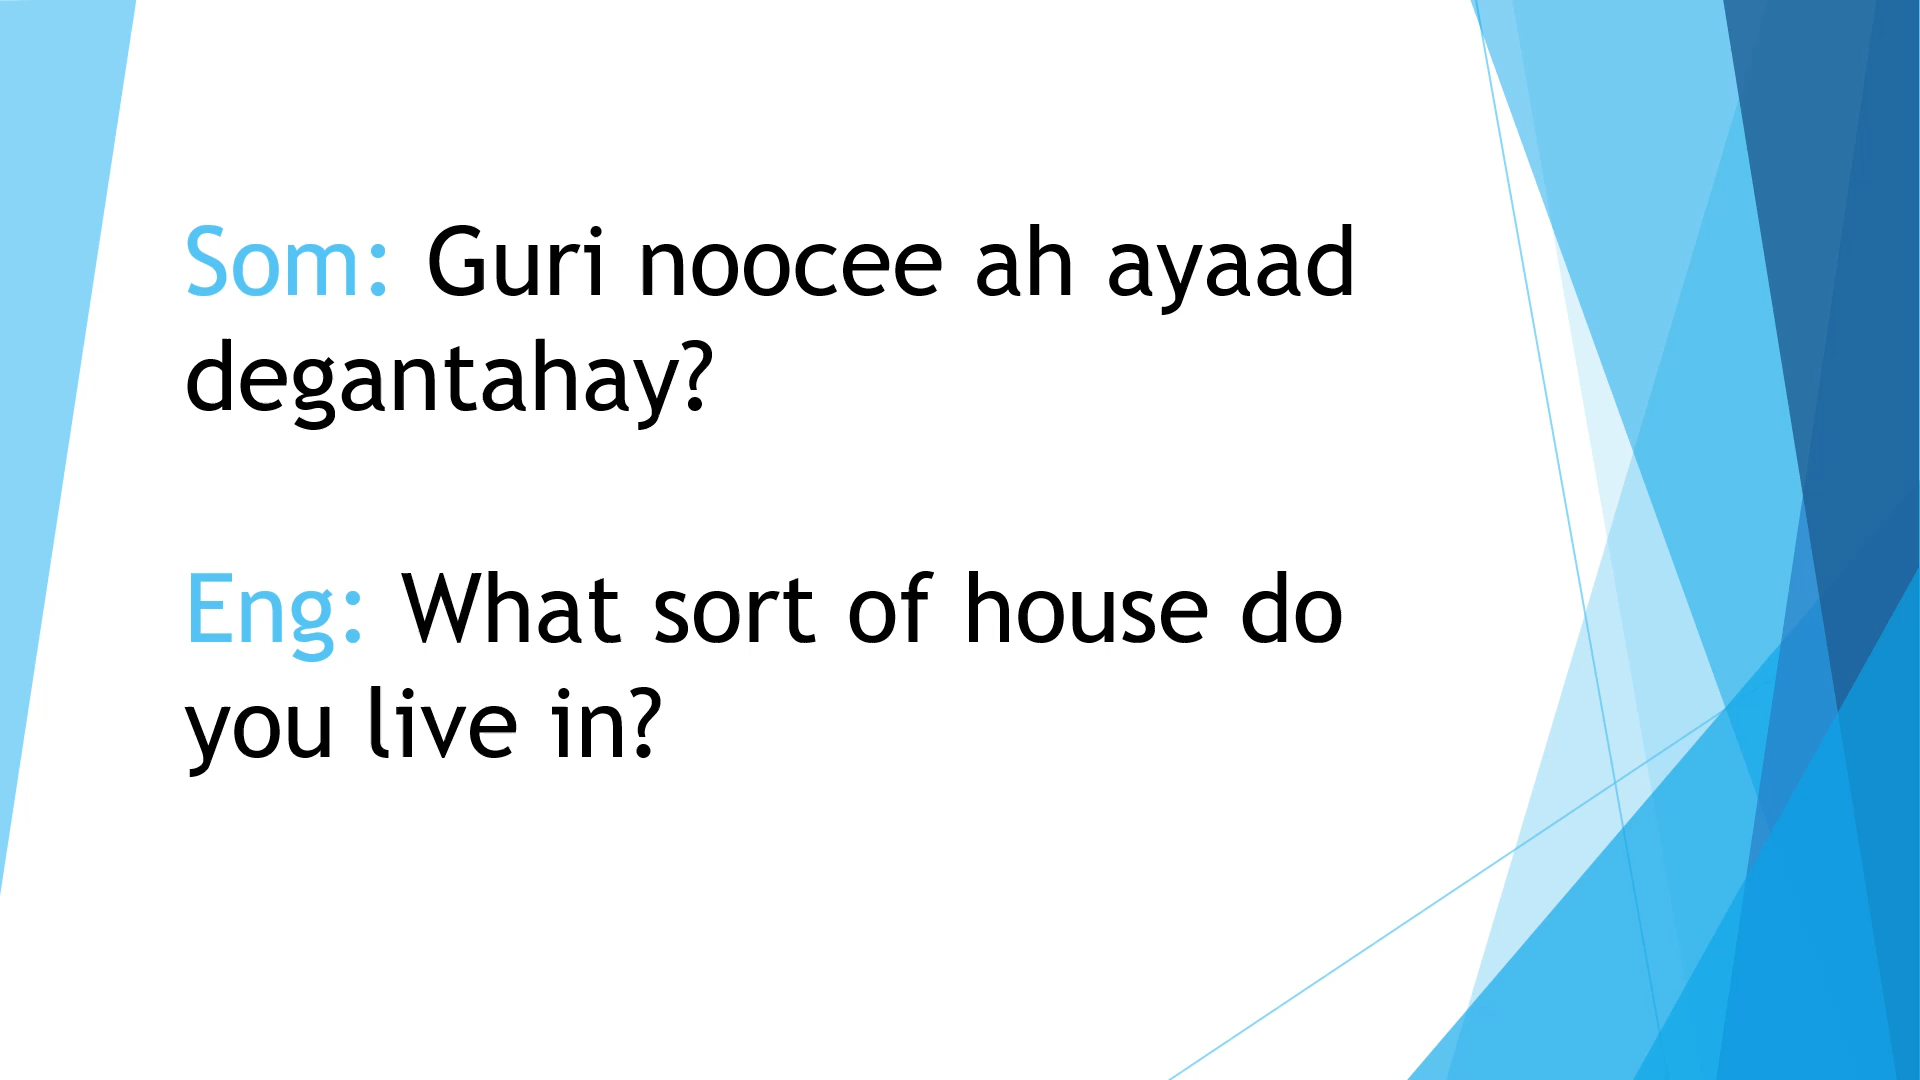 Som: Guri noocee ah ayaad
degantahay?
Eng: What sort of house do
you live in?